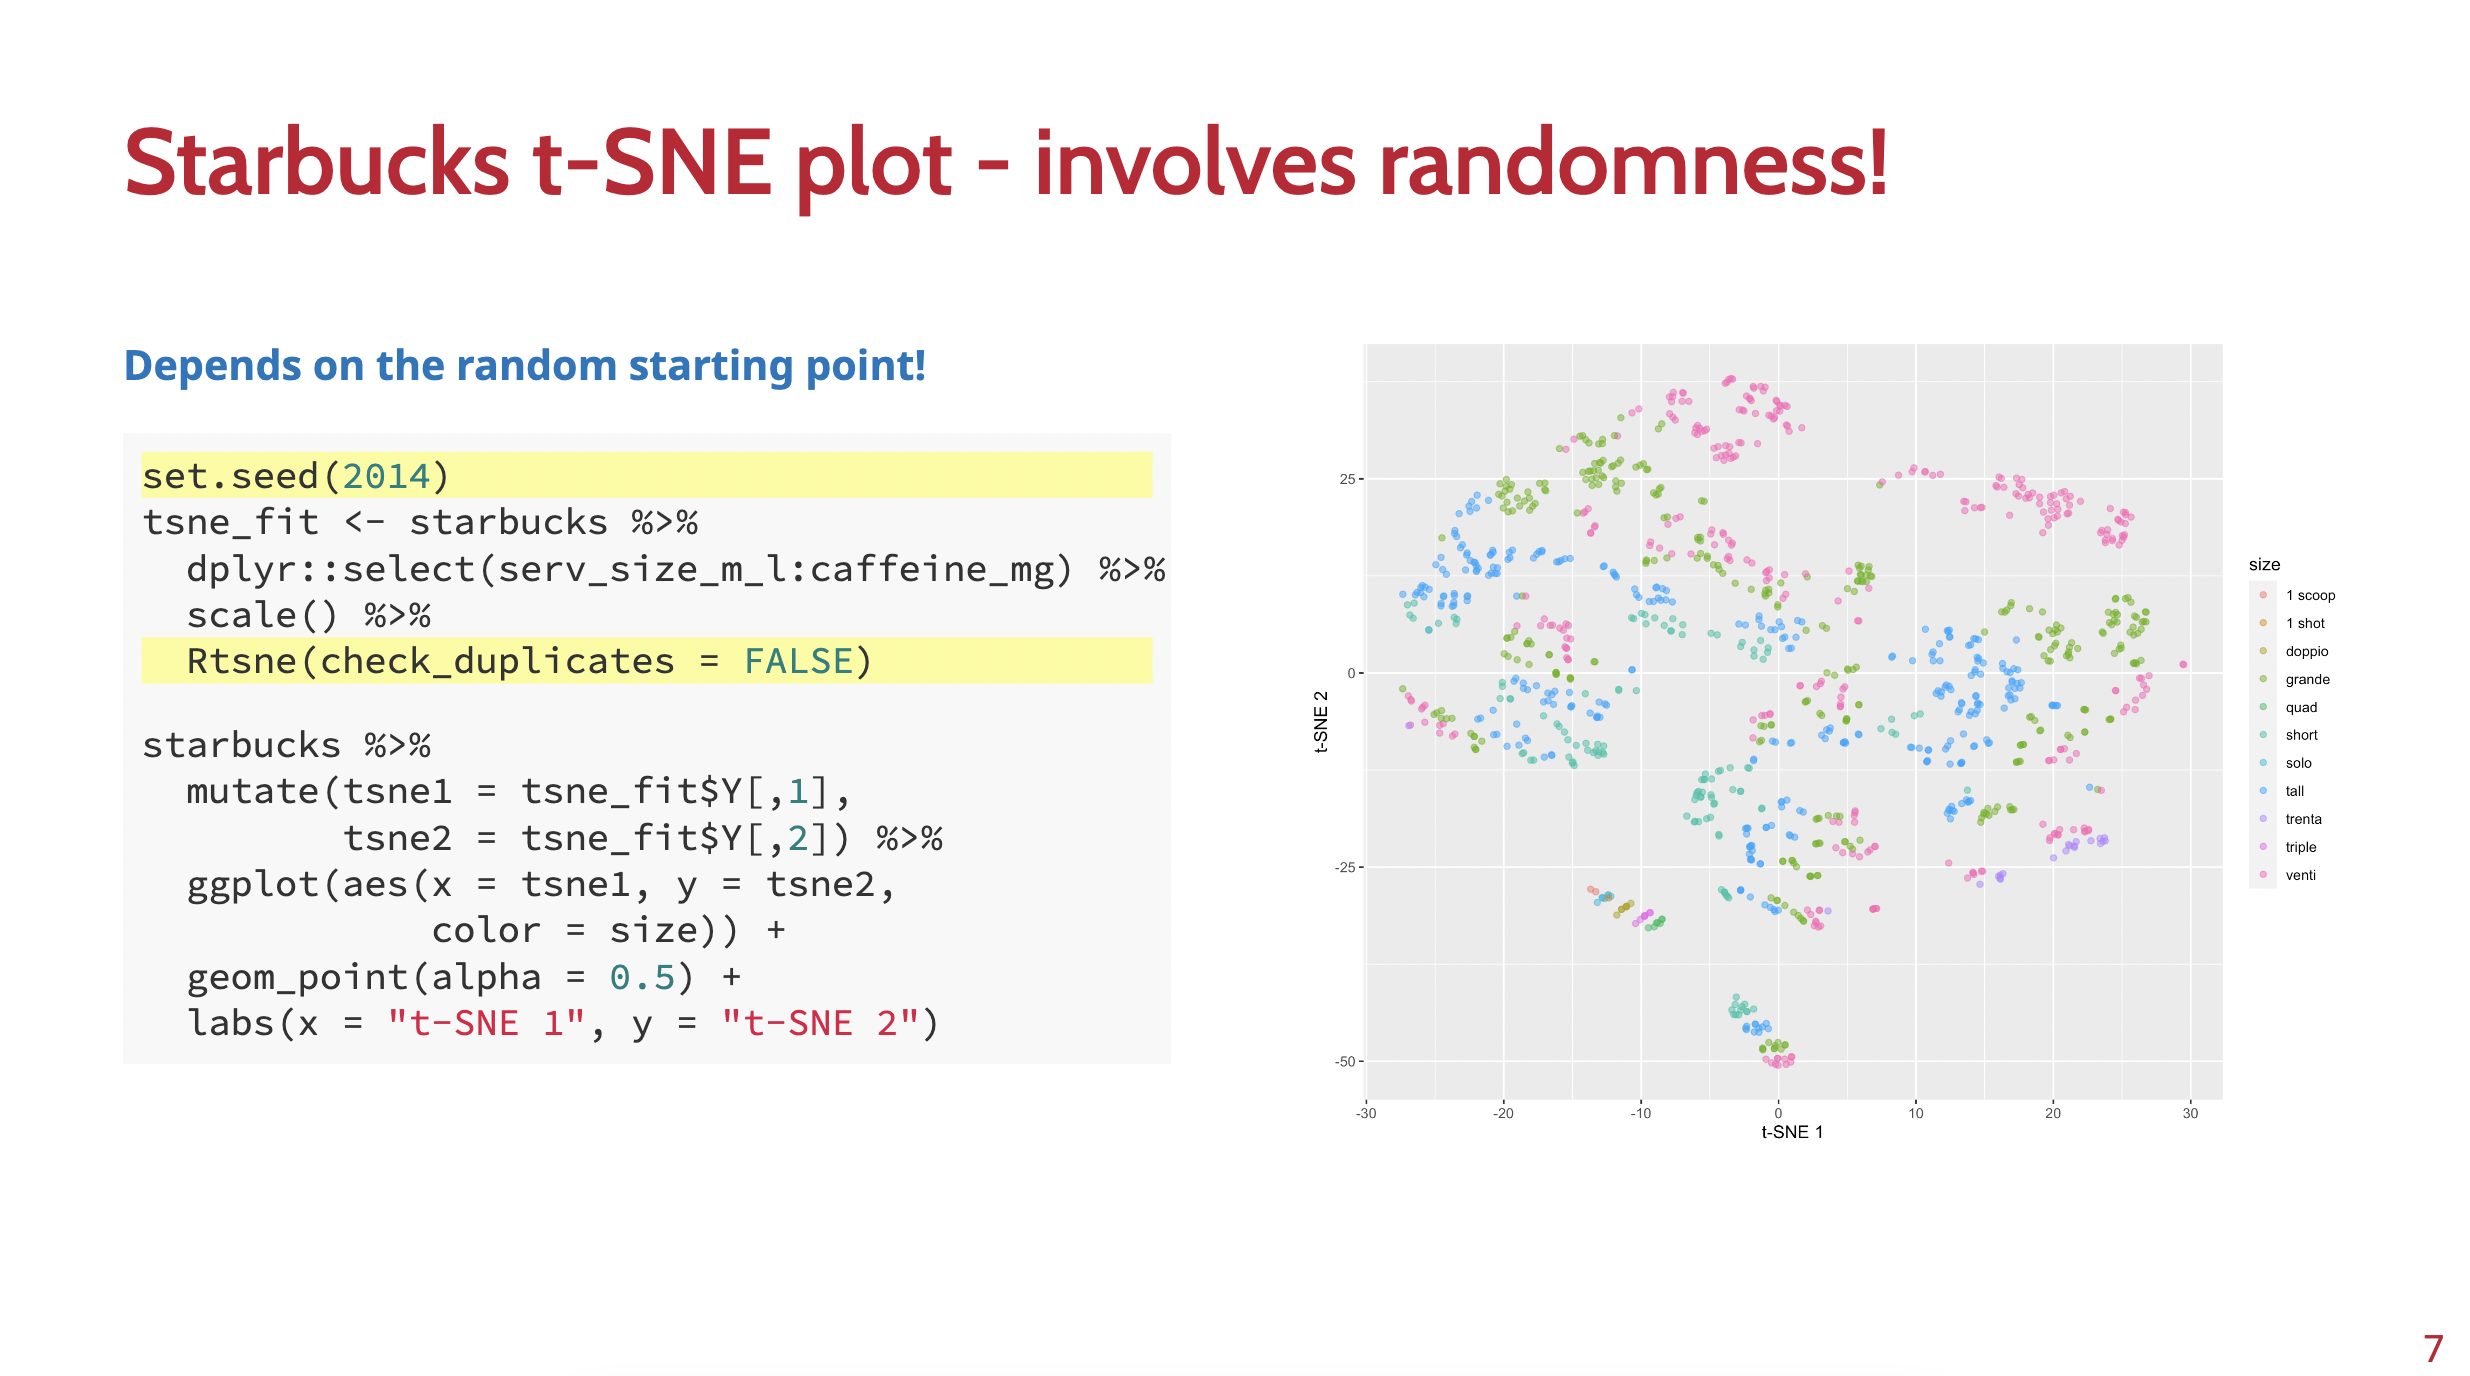 Starbucks t-SNE plot - involves randomness!
Depends on the random starting point!
set.seed(2014)
tsne_fit <- starbucks %>%
  dplyr::select(serv_size_m_l:caffeine_mg) %>%
  scale() %>%
  Rtsne(check_duplicates = FALSE)
starbucks %>%
  mutate(tsne1 = tsne_fit$Y[,1],
         tsne2 = tsne_fit$Y[,2]) %>%
  ggplot(aes(x = tsne1, y = tsne2,
             color = size)) +
  geom_point(alpha = 0.5) +
  labs(x = "t-SNE 1", y = "t-SNE 2")
t-SNE 2
25
0
-25
-50
-30 -20 -10 0 10 20 30
t-SNE 1
size
1 scoop
1 shot
doppio
grande
quad
short
solo
tall
trenta
triple
venti
7